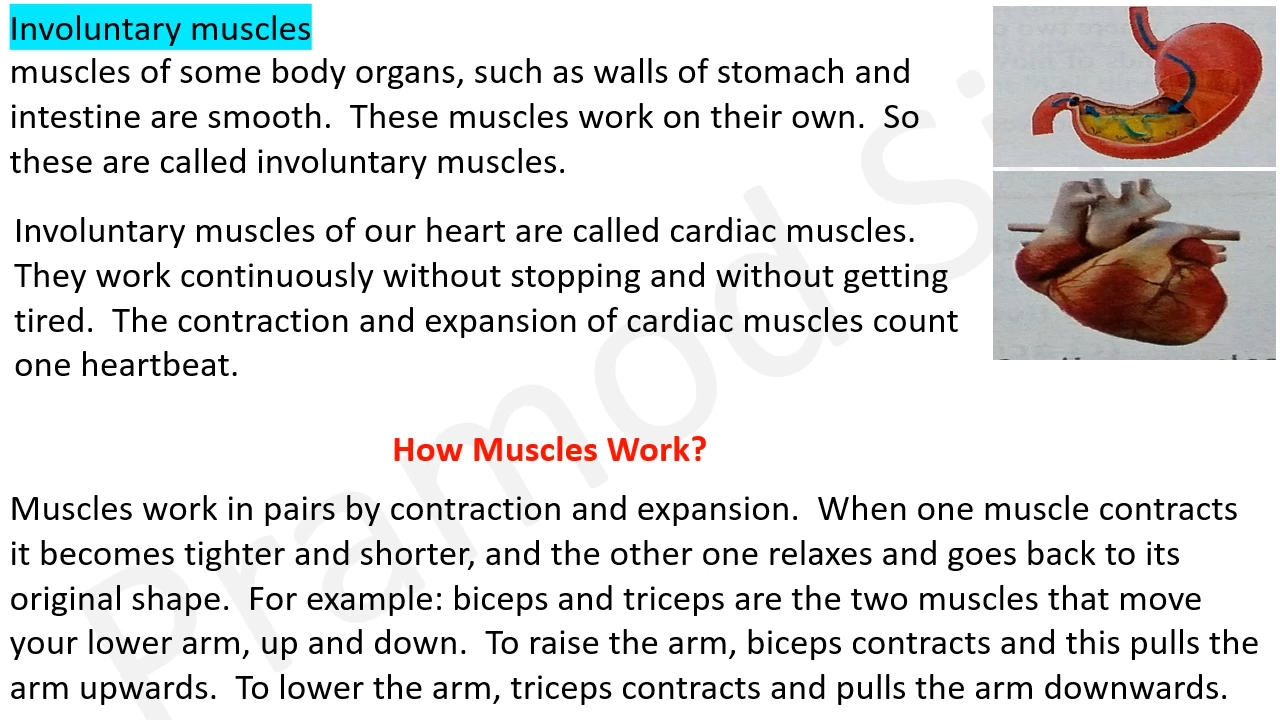 Involuntary muscles
muscles of some body organs, such as walls of stomach and
intestine are smooth.  These muscles work on their own.  So
these are called involuntary muscles.
Involuntary muscles of our heart are called cardiac muscles.
They work continuously without stopping and without getting
tired.  The contraction and expansion of cardiac muscles count
one heartbeat.
How Muscles Work?
Muscles work in pairs by contraction and expansion.  When one muscle contracts
it becomes tighter and shorter, and the other one relaxes and goes back to its
original shape.  For example: biceps and triceps are the two muscles that move
your lower arm, up and down.  To raise the arm, biceps contracts and this pulls the
arm upwards.  To lower the arm, triceps contracts and pulls the arm downwards.
Pramod